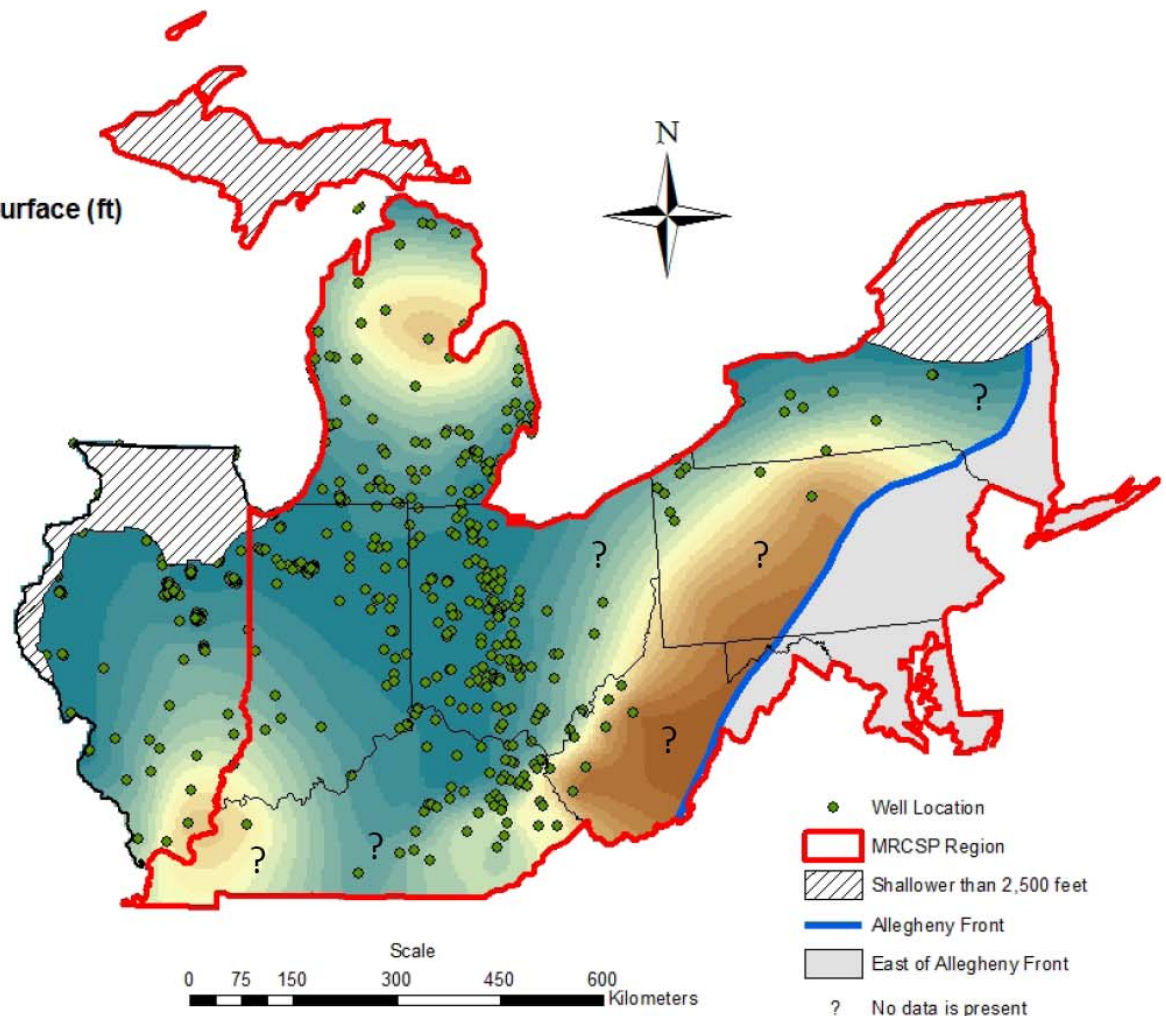 urface (ft)
N
?
?
?
?
?
?
Well Location
MRCSP Region
Shallower than 2,500 feet
Allegheny Front
East of Allegheny Front
? No data is present
Scale
0 75 150 300 450 600
Kilometers